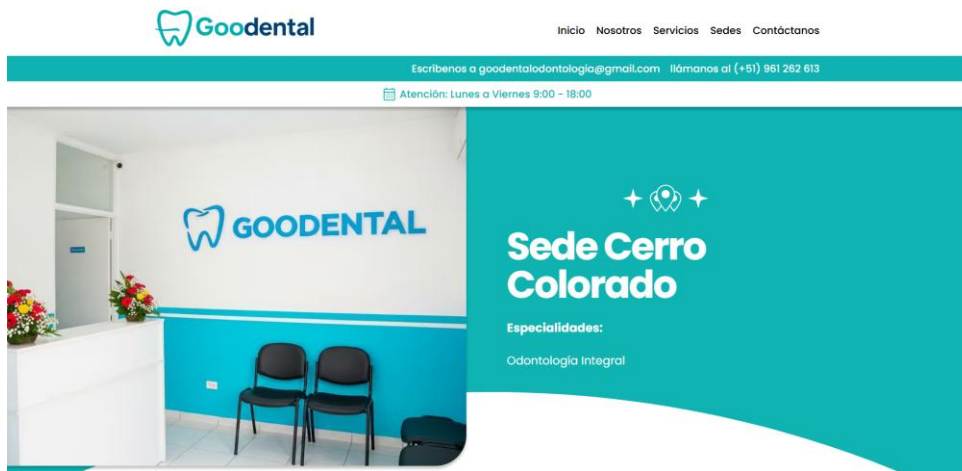 Goodental
Inicio Nosotros Servicios Sedes Contáctanos
Escríbenos a goodentalodontologia@gmail.com llámanos al (+51) 961 262 613
Atención: Lunes a Viernes 9:00 - 18:00
GOODENTAL
Sede Cerro
Colorado
Especialidades:
Odontología Integral